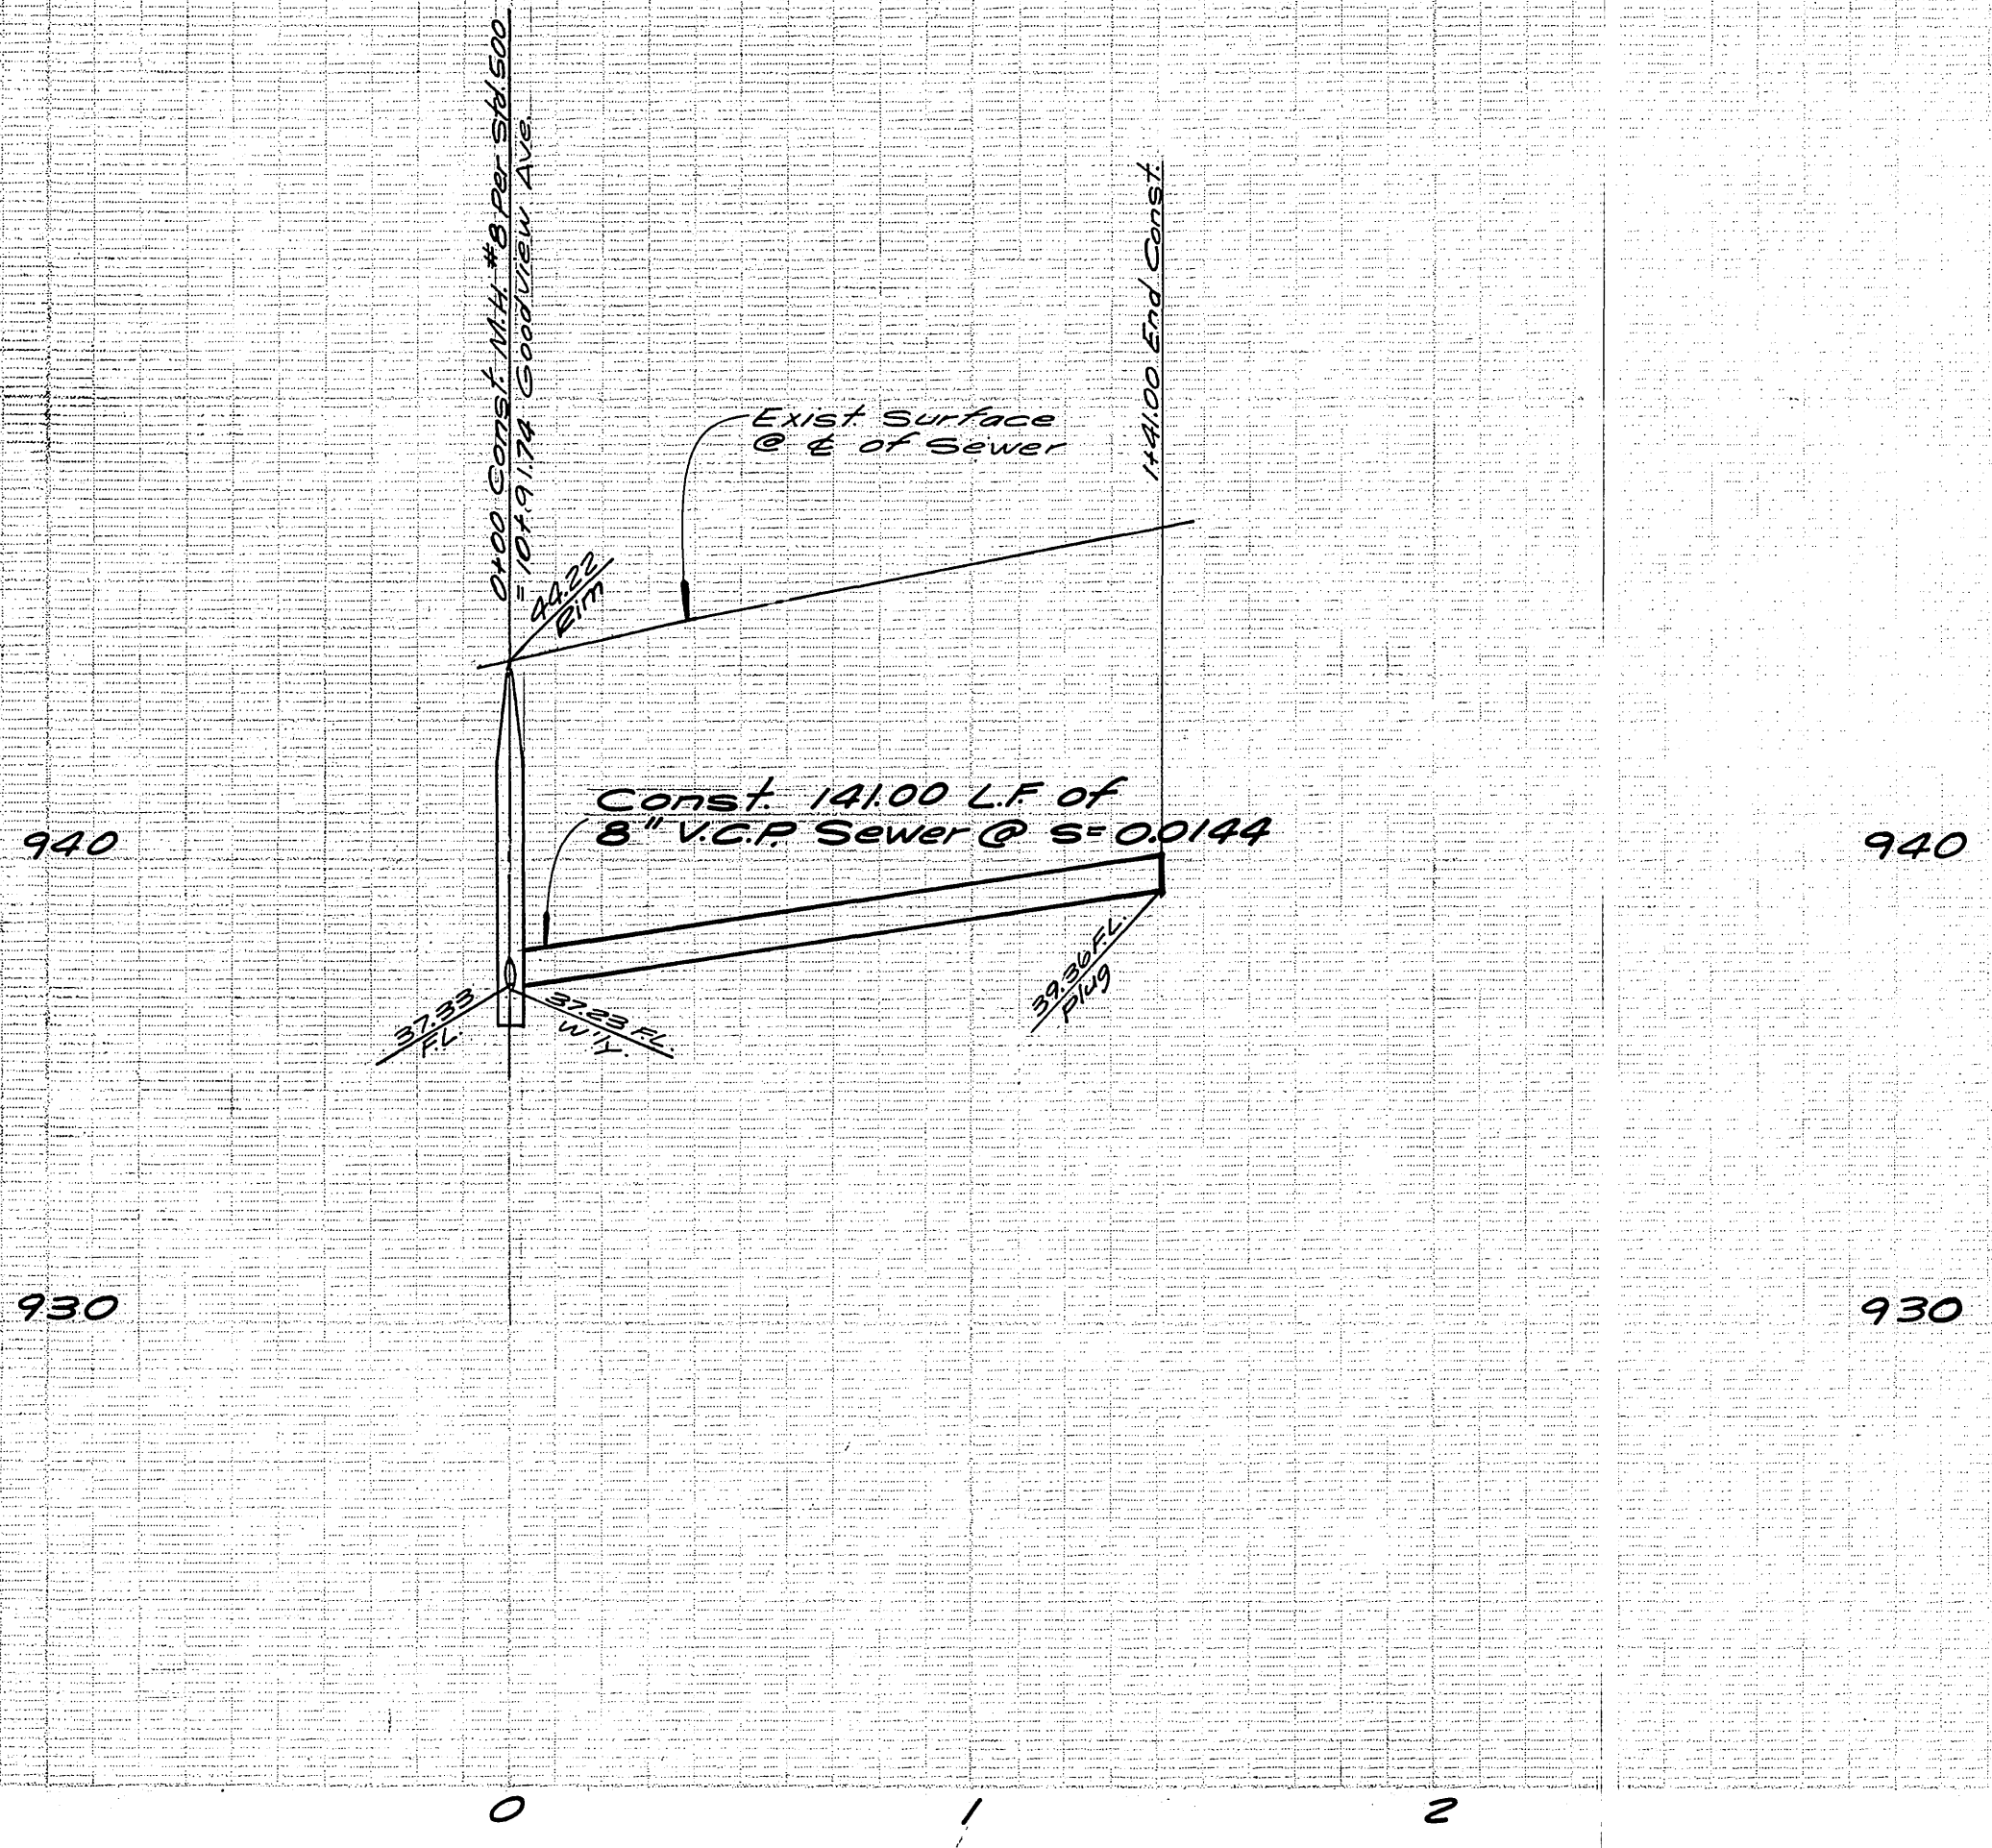 0+00 Const. M.H. #8 Per Std. 500
= 10+91.74 Goodview Ave.
1+41.00 End Const.
Exist. Surface
@ ℄ of Sewer
44.22
Rim
Const. 141.00 L.F. of
8" V.C.P. Sewer @ S=0.0144
940
940
37.33
F.L.
37.23 F.L.
W'LY.
39.36 F.L.
Plug
930
930
0
1
2